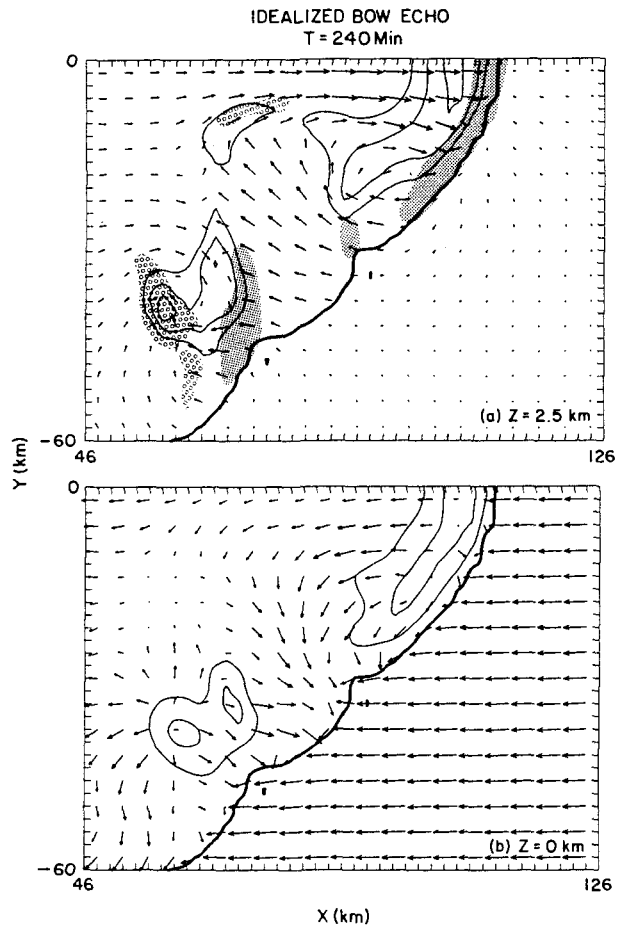 IDEALIZED BOW ECHO
T = 240 Min
0
(a) Z = 2.5 km
-60
46
126
Y (km)
0
(b) Z = 0 km
-60
46
126
X (km)